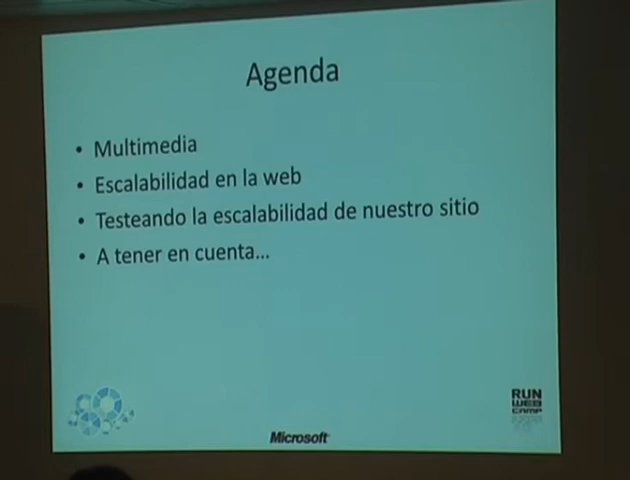 Agenda
• Multimedia
• Escalabilidad en la web
• Testeando la escalabilidad de nuestro sitio
• A tener en cuenta...
RUN
WEB
CAMP
Microsoft